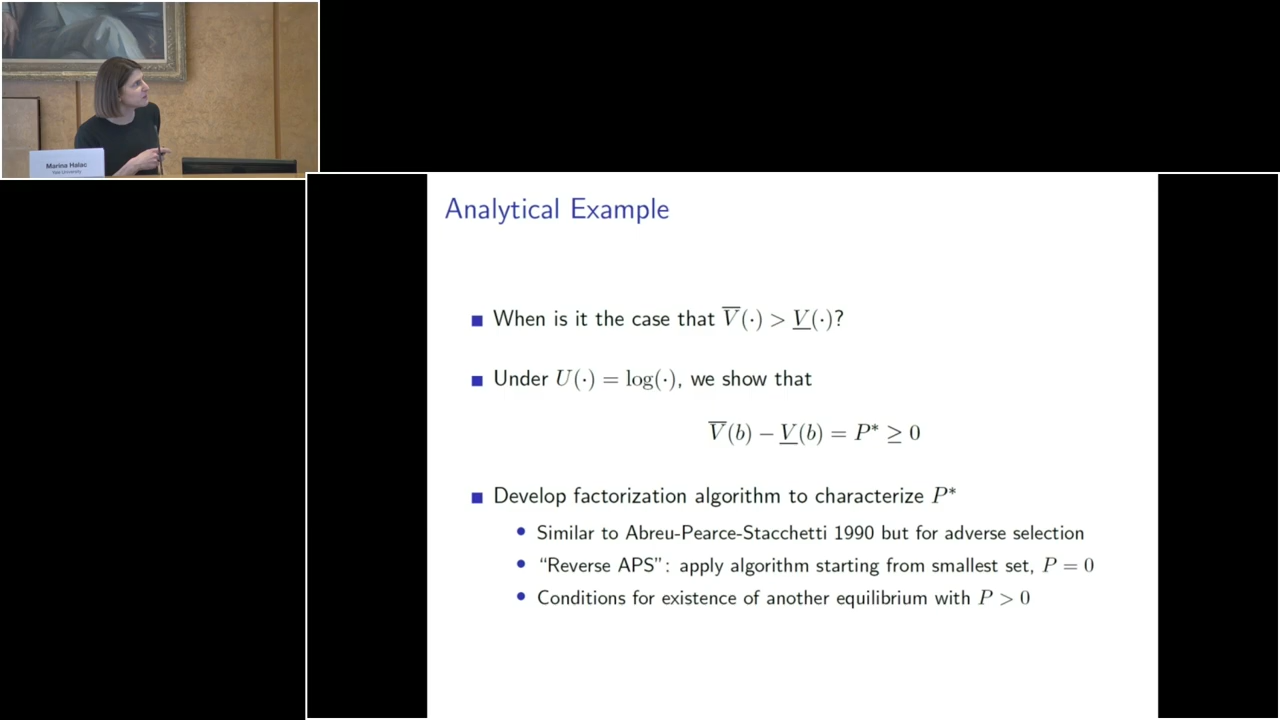 Marina Halac
Yale University
Analytical Example
When is it the case that V̅(·) > V̲(·)?
Under U(·) = log(·), we show that
V̅(b) − V̲(b) = P* ≥ 0
Develop factorization algorithm to characterize P*
Similar to Abreu-Pearce-Stacchetti 1990 but for adverse selection
“Reverse APS”: apply algorithm starting from smallest set, P = 0
Conditions for existence of another equilibrium with P > 0